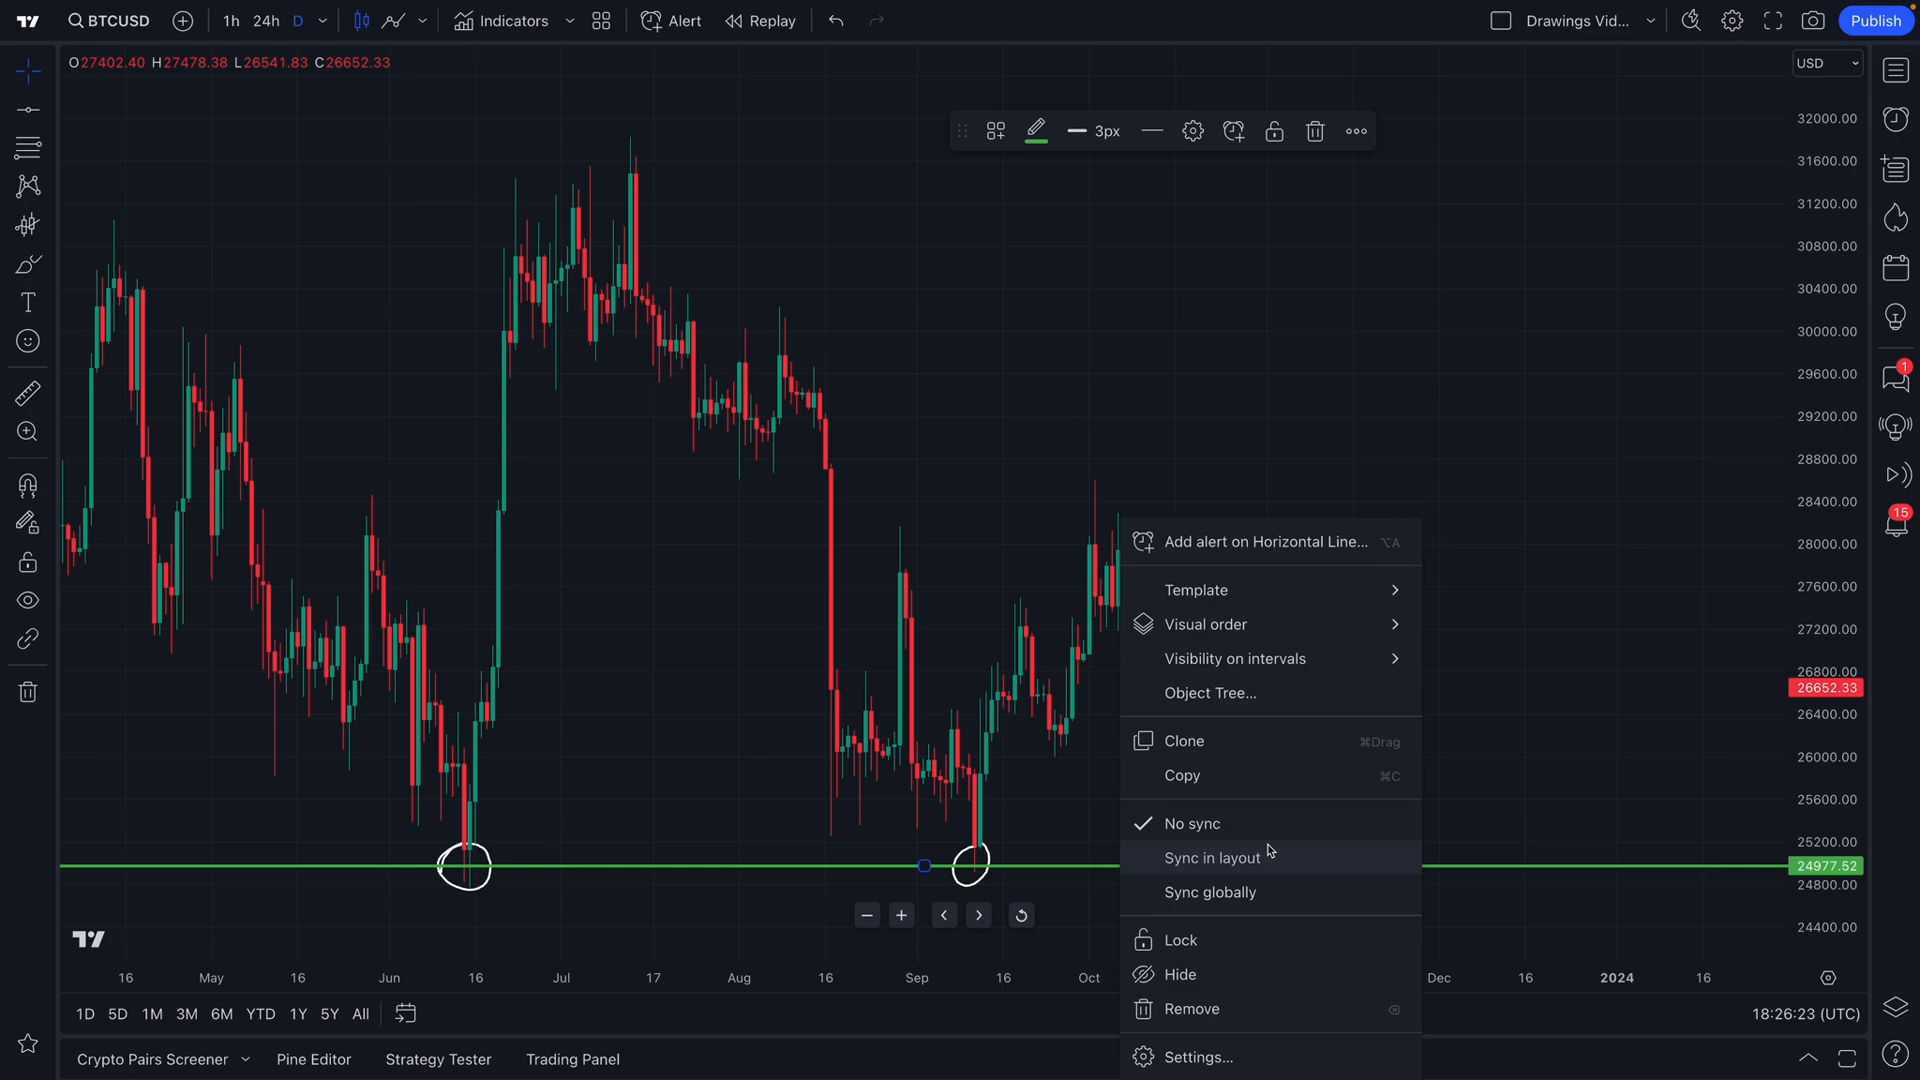 BTCUSD
1h 24h D
Indicators
Alert
Replay
Drawings Vid...
Publish
O27402.40 H27478.38 L26541.83 C26652.33
USD
3px
32000.00
31600.00
31200.00
30800.00
30400.00
30000.00
29600.00
29200.00
28800.00
28400.00
28000.00
27600.00
27200.00
26800.00
26652.33
26400.00
26000.00
25600.00
25200.00
24977.52
24800.00
24400.00
1
15
Add alert on Horizontal Line... ⌥A
Template
Visual order
Visibility on intervals
Object Tree...
Clone ⌘Drag
Copy ⌘C
No sync
Sync in layout
Sync globally
Lock
Hide
Remove
Settings...
16 May 16 Jun 16 Jul 17 Aug 16 Sep 16 Oct Dec 16 2024 16
1D 5D 1M 3M 6M YTD 1Y 5Y All
18:26:23 (UTC)
Crypto Pairs Screener Pine Editor Strategy Tester Trading Panel